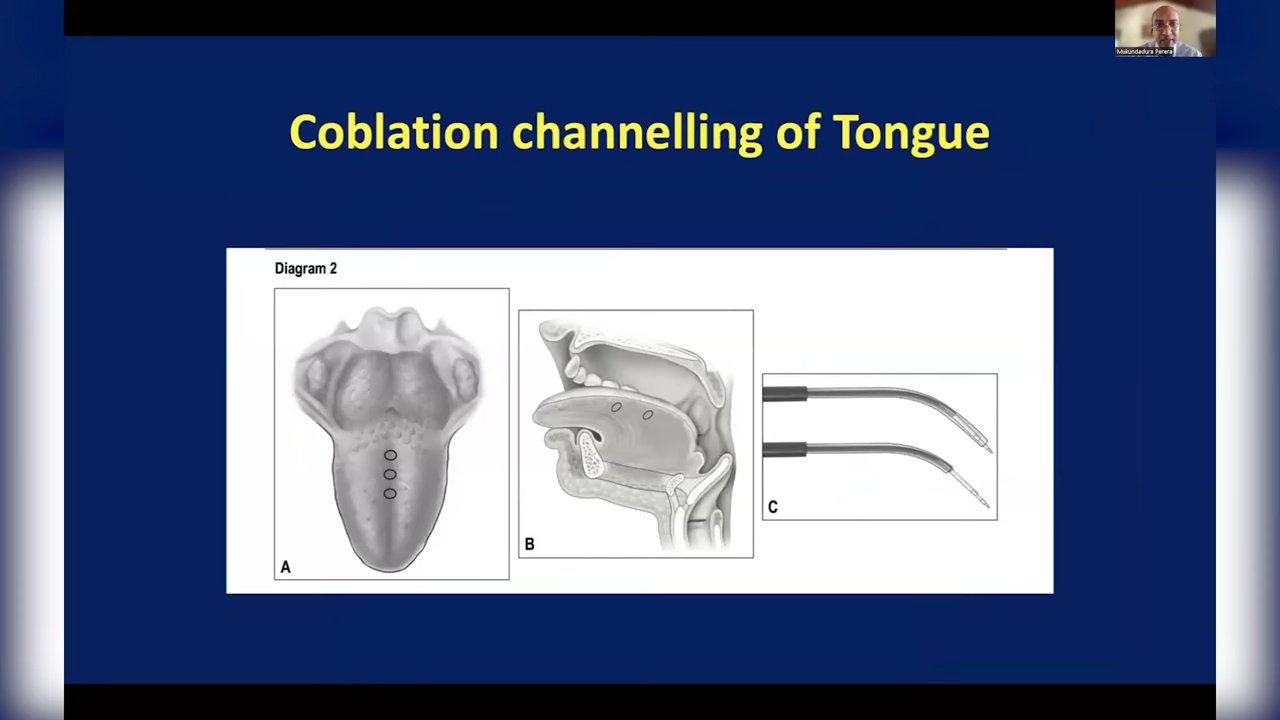 Mukundadura Perera
Coblation channelling of Tongue
Diagram 2
A
B
C